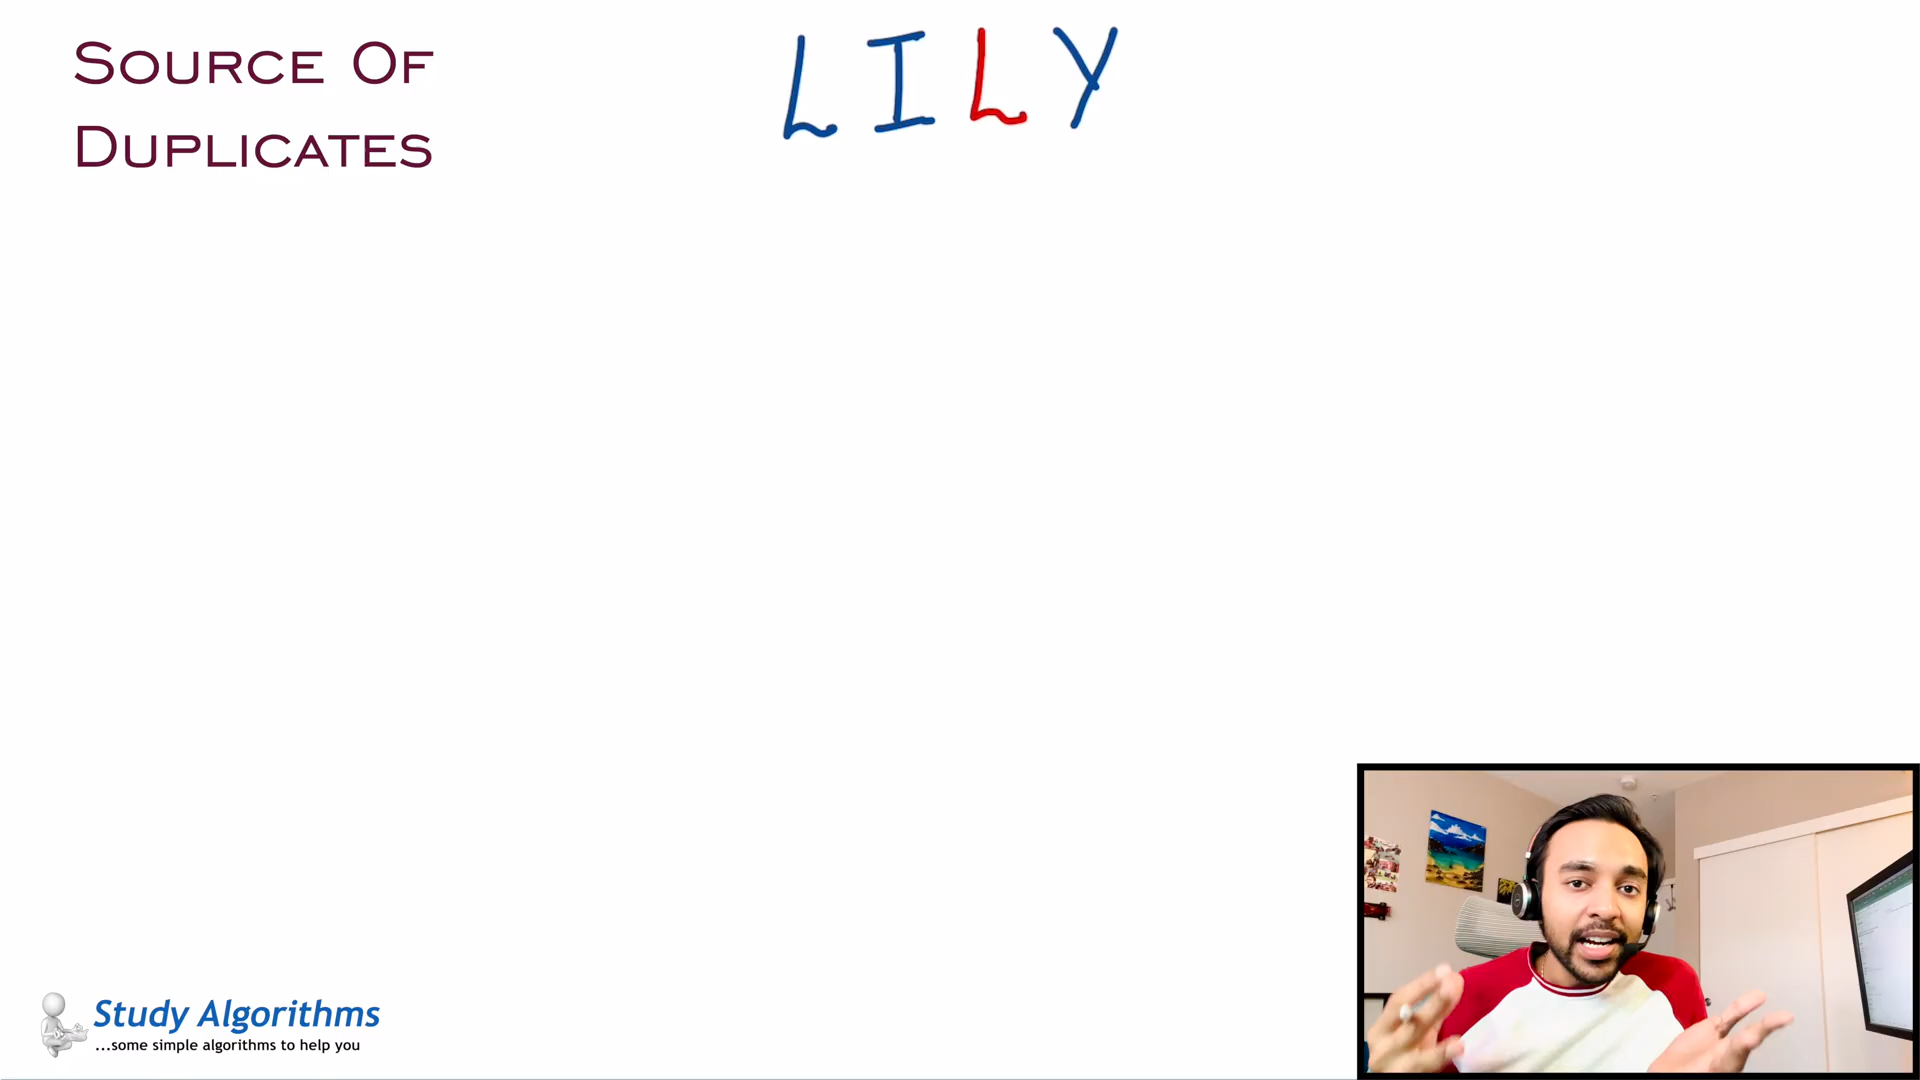 SOURCE OF
DUPLICATES
LILY
Study Algorithms
...some simple algorithms to help you